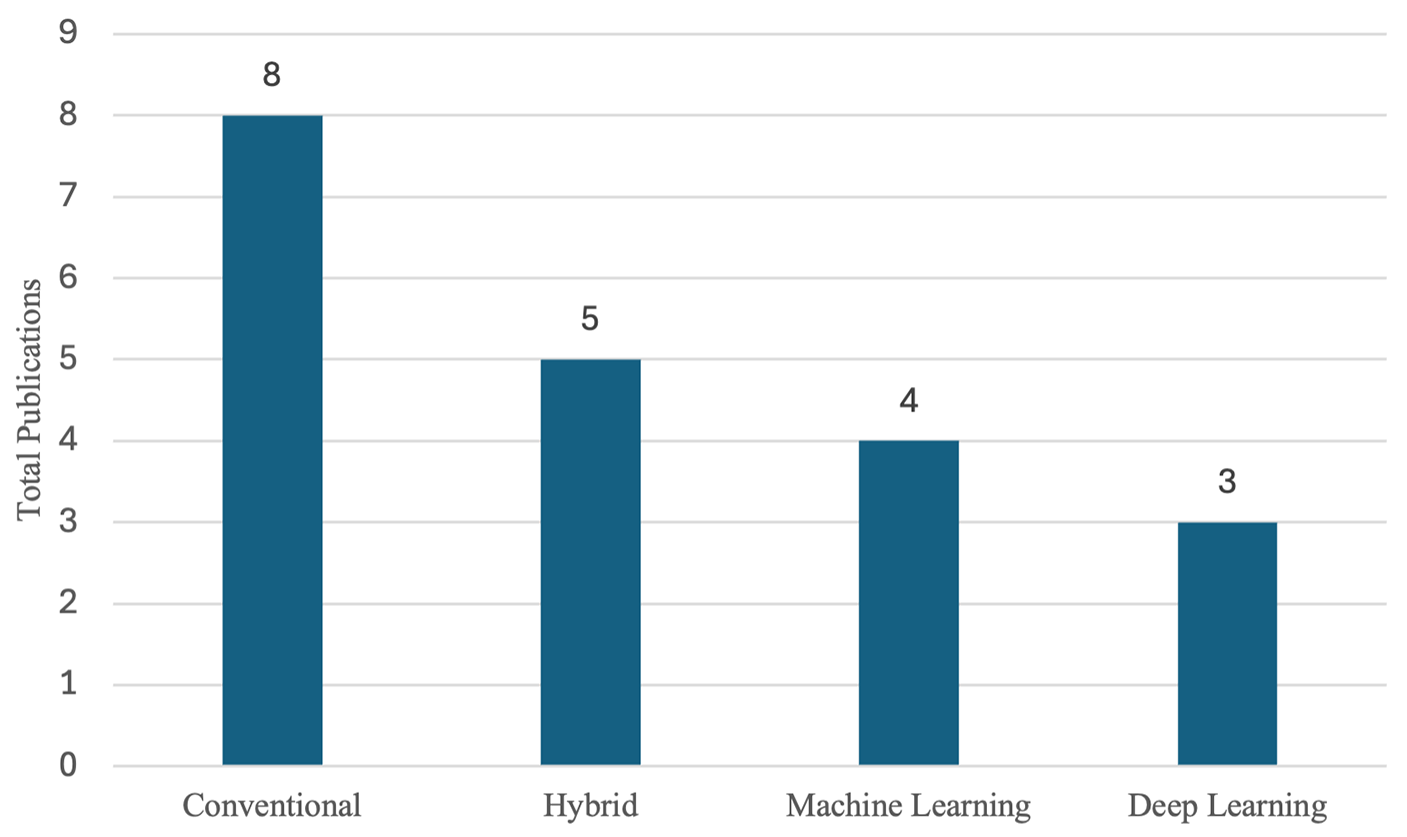 Total Publications
9
8
7
6
5
4
3
2
1
0
8
5
4
3
Conventional
Hybrid
Machine Learning
Deep Learning